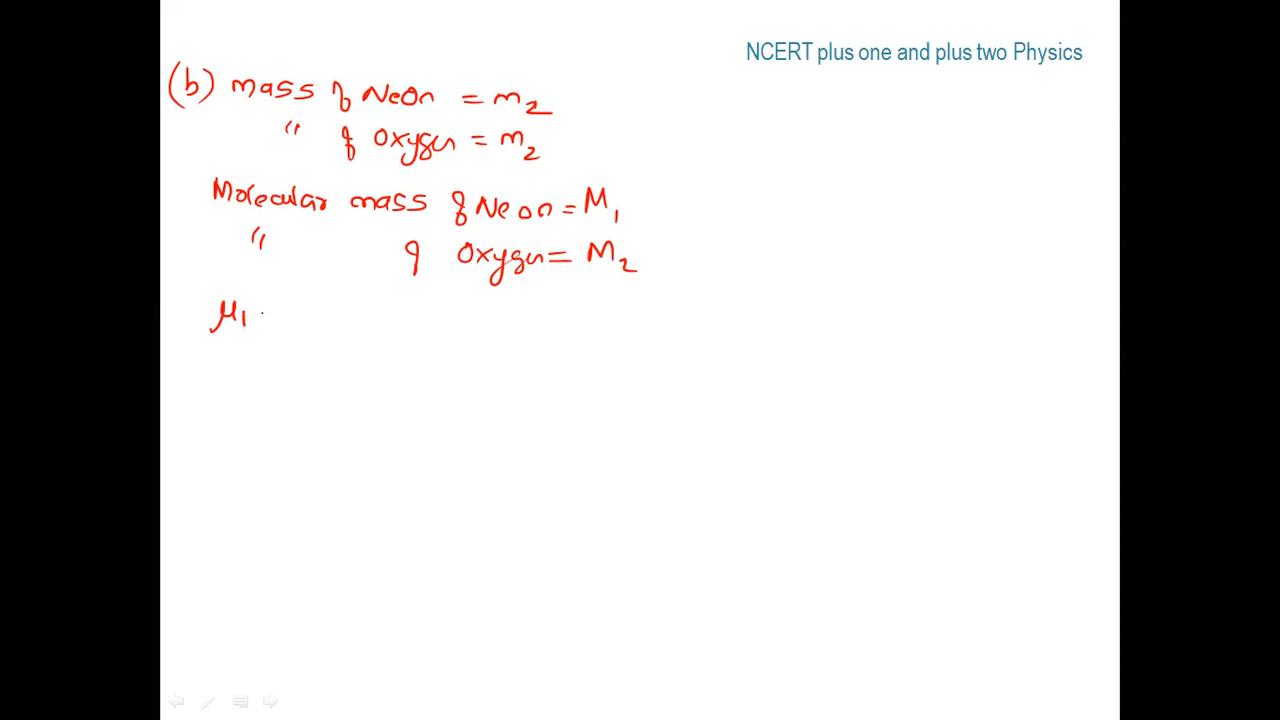 NCERT plus one and plus two Physics
(b) mass of Neon = m2
" of Oxygen = m2
Molecular mass of Neon = M1
" of Oxygen = M2
μ1